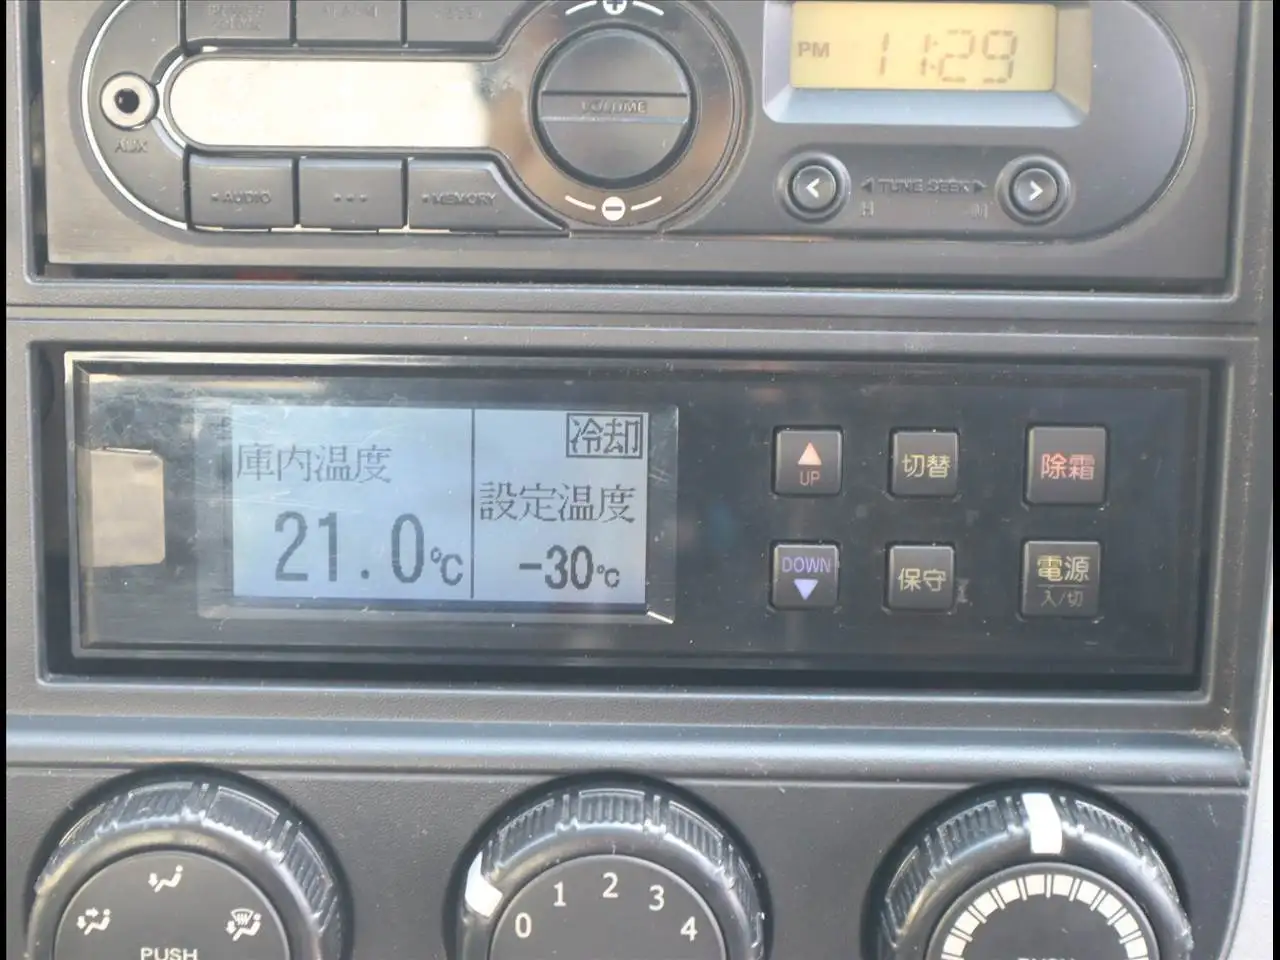 PM 11:29
AUX
VOLUME
AUDIO
MEMORY
TUNE SEEK
冷却
庫内温度
設定温度
21.0℃
-30℃
UP
切替
除霜
DOWN
保守
電源
入/切
0 1 2 3 4
PUSH